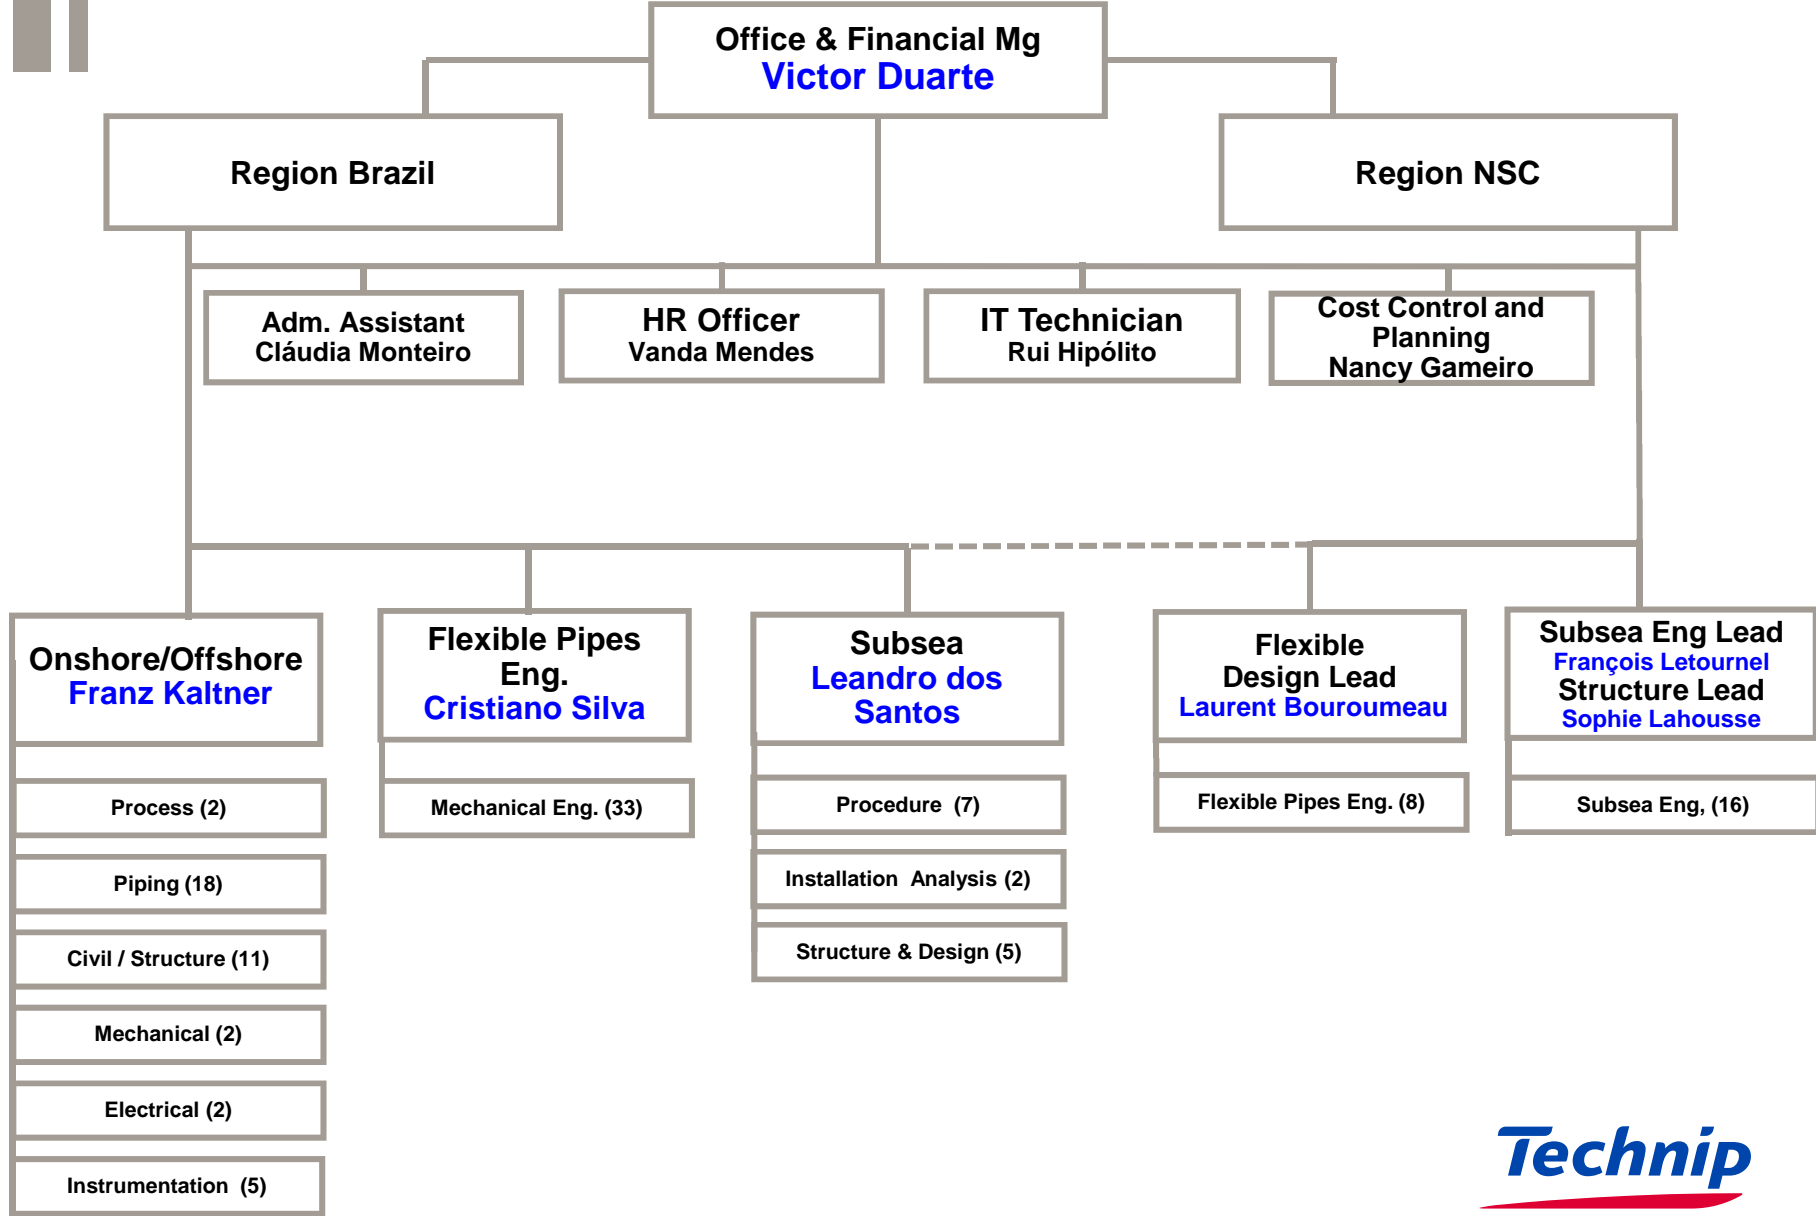 Office & Financial Mg
Victor Duarte
Region Brazil
Region NSC
Adm. Assistant
Cláudia Monteiro
HR Officer
Vanda Mendes
IT Technician
Rui Hipólito
Cost Control and
Planning
Nancy Gameiro
Onshore/Offshore
Franz Kaltner
Process (2)
Piping (18)
Civil / Structure (11)
Mechanical (2)
Electrical (2)
Instrumentation (5)
Flexible Pipes
Eng.
Cristiano Silva
Mechanical Eng. (33)
Subsea
Leandro dos
Santos
Procedure (7)
Installation Analysis (2)
Structure & Design (5)
Flexible
Design Lead
Laurent Bouroumeau
Flexible Pipes Eng. (8)
Subsea Eng Lead
François Letournel
Structure Lead
Sophie Lahousse
Subsea Eng, (16)
Technip